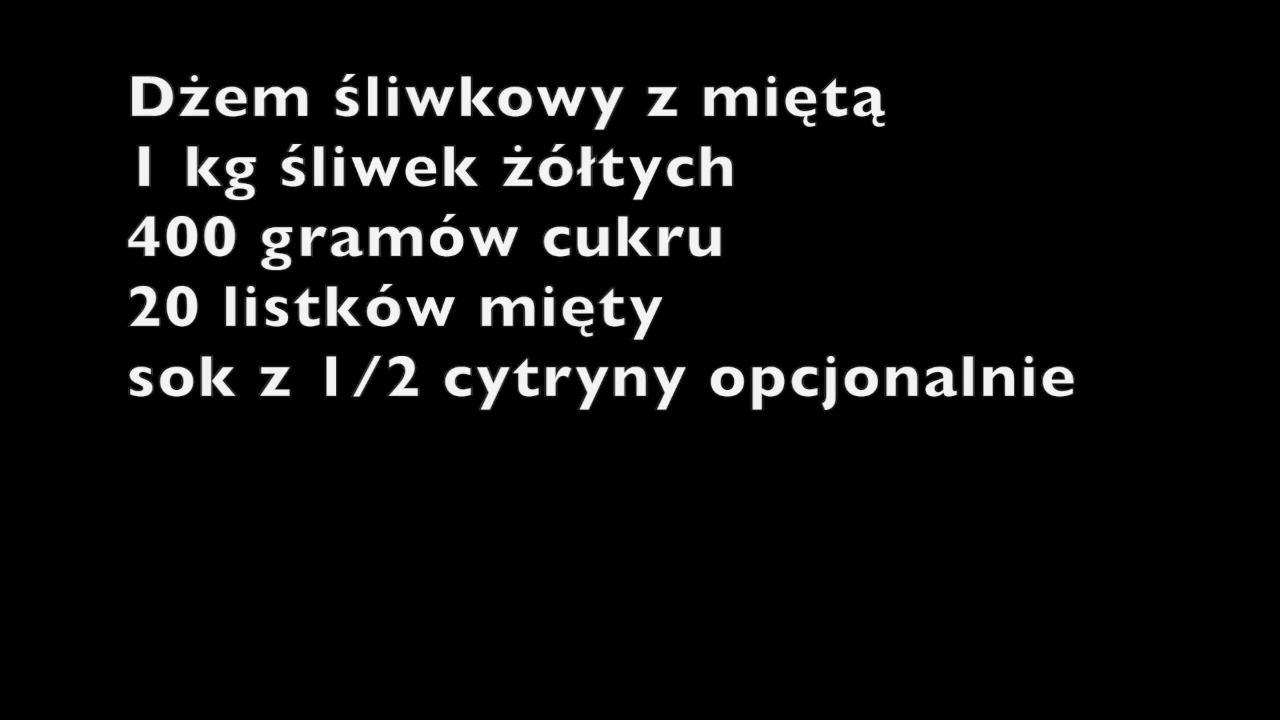 Dżem śliwkowy z miętą
1 kg śliwek żółtych
400 gramów cukru
20 listków mięty
sok z 1/2 cytryny opcjonalnie